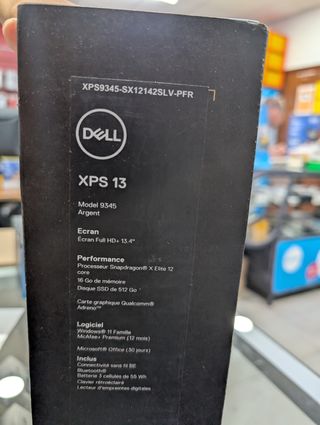 XPS9345-SX12142SLV-PFR
DELL
XPS 13
Model 9345
Argent
Ecran
Écran Full HD+ 13.4"
Performance
Processeur Snapdragon® X Elite 12
core
16 Go de mémoire
Disque SSD de 512 Go
Carte graphique Qualcomm®
Adreno™
Logiciel
Windows® 11 Famille
McAfee+ Premium (12 mois)
Microsoft® Office (30 jours)
Inclus
Connectivité sans fil BE
Bluetooth®
Batterie 3 cellules de 55 Wh
Clavier rétroéclairé
Lecteur d'empreintes digitales